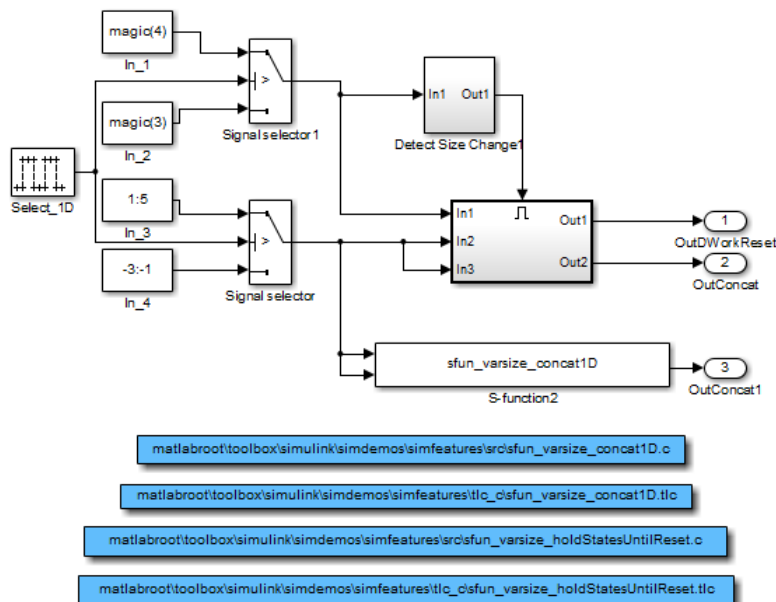 magic(4)
In_1
>
Signal selector1
magic(3)
In_2
In1
Out1
Detect Size Change1
Select_1D
1:5
In_3
>
Signal selector
-3:-1
In_4
In1
In2
In3
Out1
Out2
1
OutDWorkReset
2
OutConcat
sfun_varsize_concat1D
S-function2
3
OutConcat1
matlabroot\toolbox\simulink\simdemos\simfeatures\src\sfun_varsize_concat1D.c
matlabroot\toolbox\simulink\simdemos\simfeatures\tlc_c\sfun_varsize_concat1D.tlc
matlabroot\toolbox\simulink\simdemos\simfeatures\src\sfun_varsize_holdStatesUntilReset.c
matlabroot\toolbox\simulink\simdemos\simfeatures\tlc_c\sfun_varsize_holdStatesUntilReset.tlc